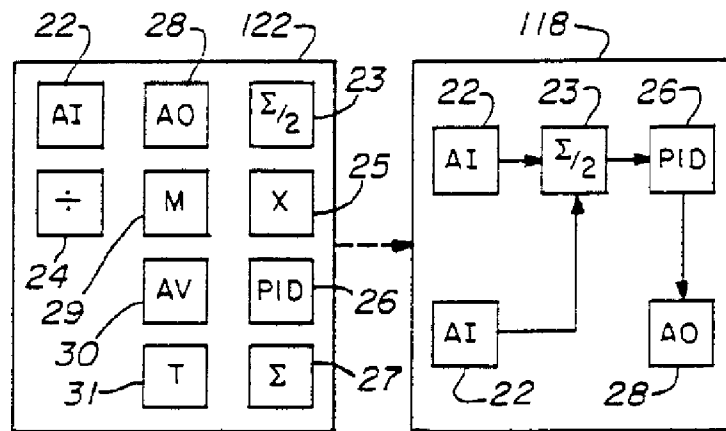 22 28 122 118
AI AO Σ/2 23 22 23 26
AI Σ/2 PID
÷ M X 25
24
29 AV PID 26
30 AI AO
31 T Σ 27 22 28